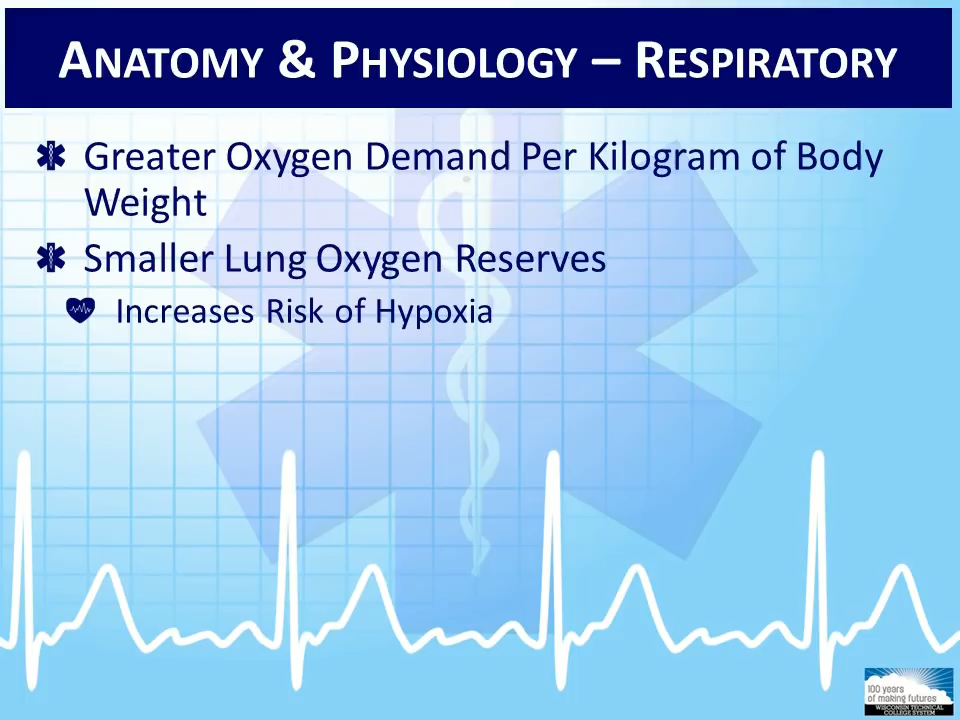 ANATOMY & PHYSIOLOGY – RESPIRATORY
Greater Oxygen Demand Per Kilogram of Body
Weight
Smaller Lung Oxygen Reserves
Increases Risk of Hypoxia
100 years
of making futures
WISCONSIN TECHNICAL
COLLEGE SYSTEM